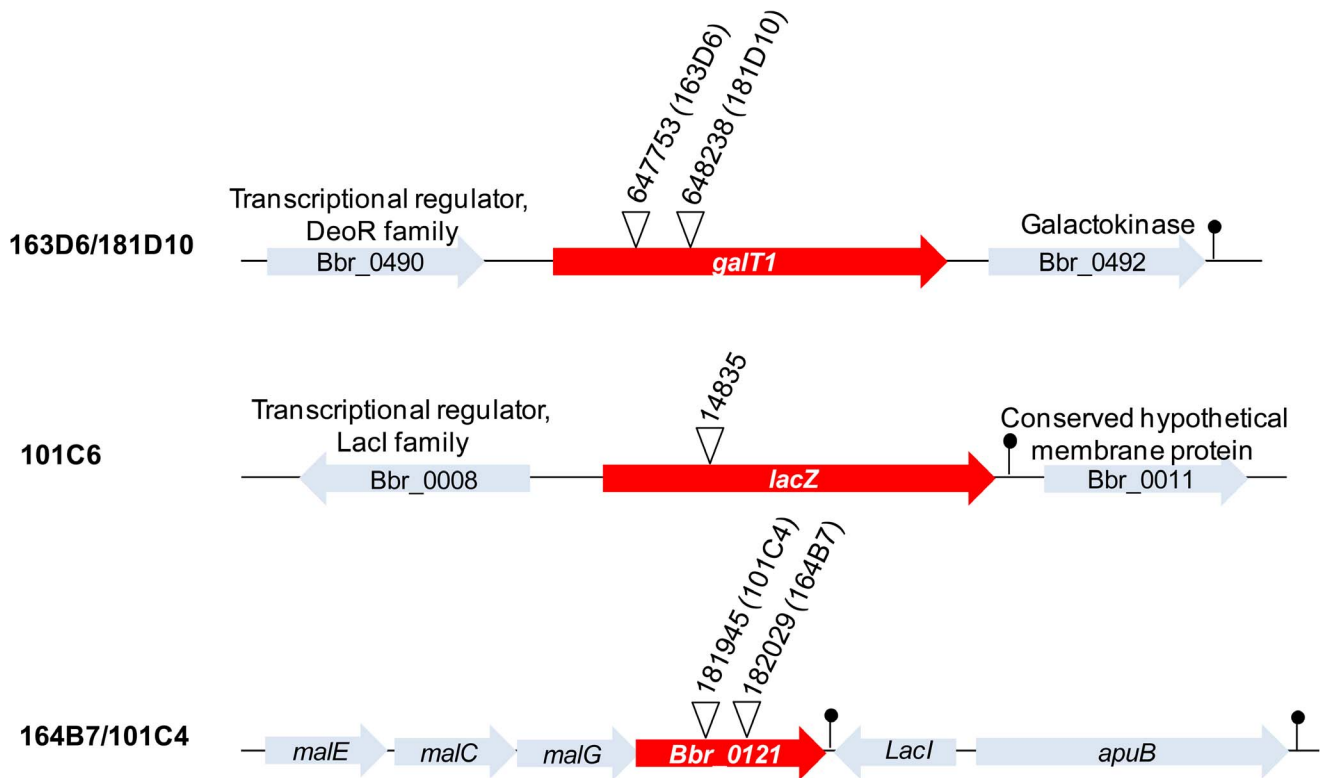 647753 (163D6)
648238 (181D10)
Transcriptional regulator,
DeoR family
Galactokinase
163D6/181D10
Bbr_0490
galT1
Bbr_0492
14835
Transcriptional regulator,
LacI family
Conserved hypothetical
membrane protein
101C6
Bbr_0008
lacZ
Bbr_0011
181945 (101C4)
182029 (164B7)
164B7/101C4
malE
malC
malG
Bbr_0121
LacI
apuB